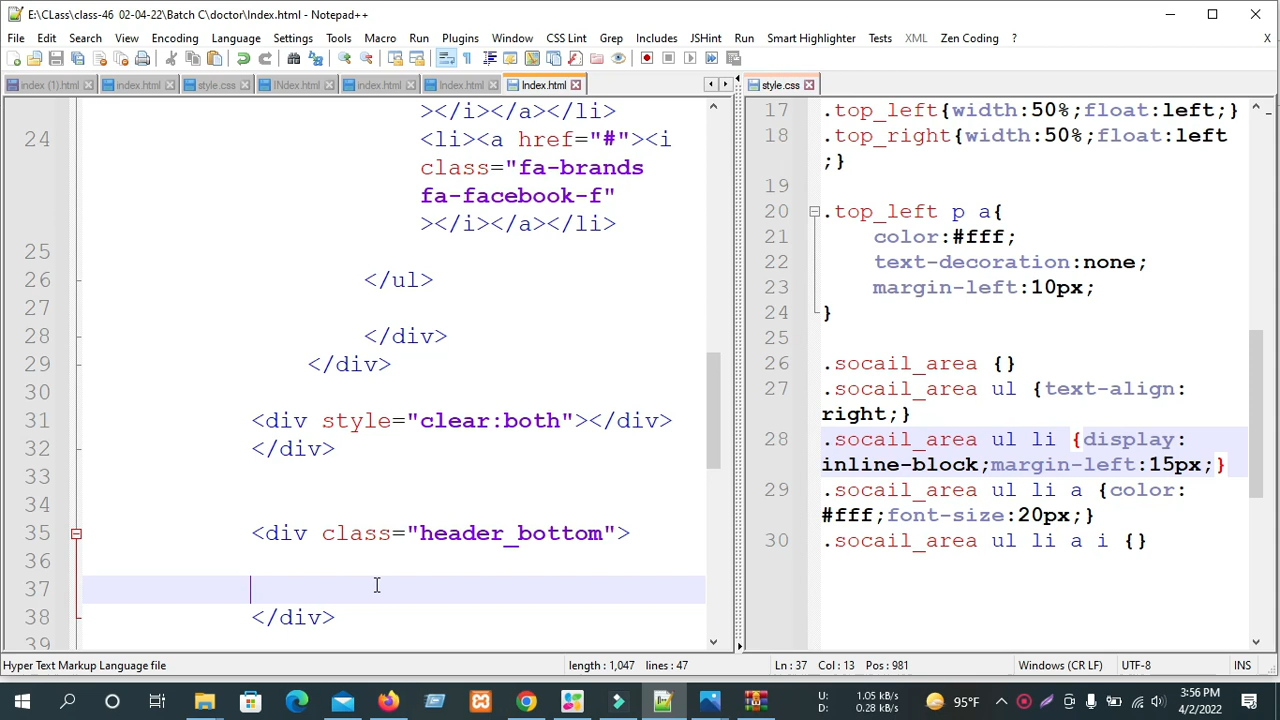 E:\CLass\class-46 02-04-22\Batch C\doctor\Index.html - Notepad++
File Edit Search View Encoding Language Settings Tools Macro Run Plugins Window CSS Lint Grep Includes JSHint Run Smart Highlighter Tests XML Zen Coding ? X
index (1).html index.html style.css INdex.html index.html Index.html Index.html
style.css
></i></a></li>
24 <li><a href="#"><i
class="fa-brands
fa-facebook-f"
></i></a></li>
25
26 </ul>
27
28 </div>
29 </div>
30
31 <div style="clear:both"></div>
32 </div>
33
34
35 <div class="header_bottom">
36
37
38 </div>
39
17 .top_left{width:50%;float:left;}
18 .top_right{width:50%;float:left
;}
19
20 .top_left p a{
21 color:#fff;
22 text-decoration:none;
23 margin-left:10px;
24 }
25
26 .socail_area {}
27 .socail_area ul {text-align:
right;}
28 .socail_area ul li {display:
inline-block;margin-left:15px;}
29 .socail_area ul li a {color:
#fff;font-size:20px;}
30 .socail_area ul li a i {}
Hyper Text Markup Language file length : 1,047 lines : 47 Ln : 37 Col : 13 Pos : 981 Windows (CR LF) UTF-8 INS
U: 1.05 kB/s
D: 0.28 kB/s
95°F
3:56 PM
4/2/2022